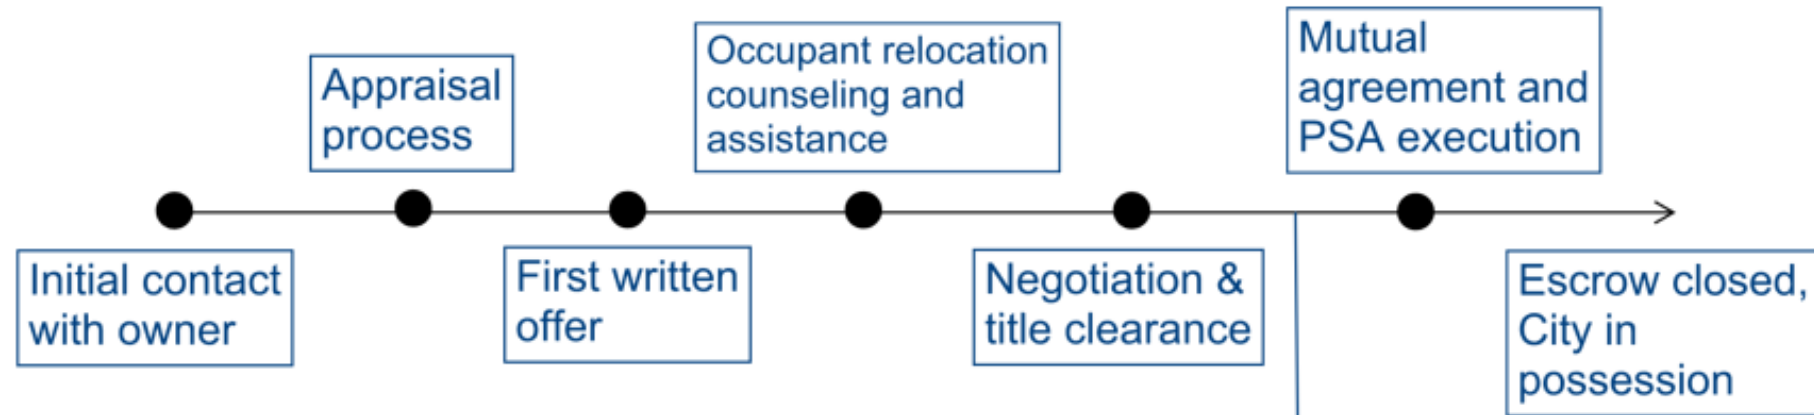 Initial contact
with owner
Appraisal
process
First written
offer
Occupant relocation
counseling and
assistance
Negotiation &
title clearance
Mutual
agreement and
PSA execution
Escrow closed,
City in
possession